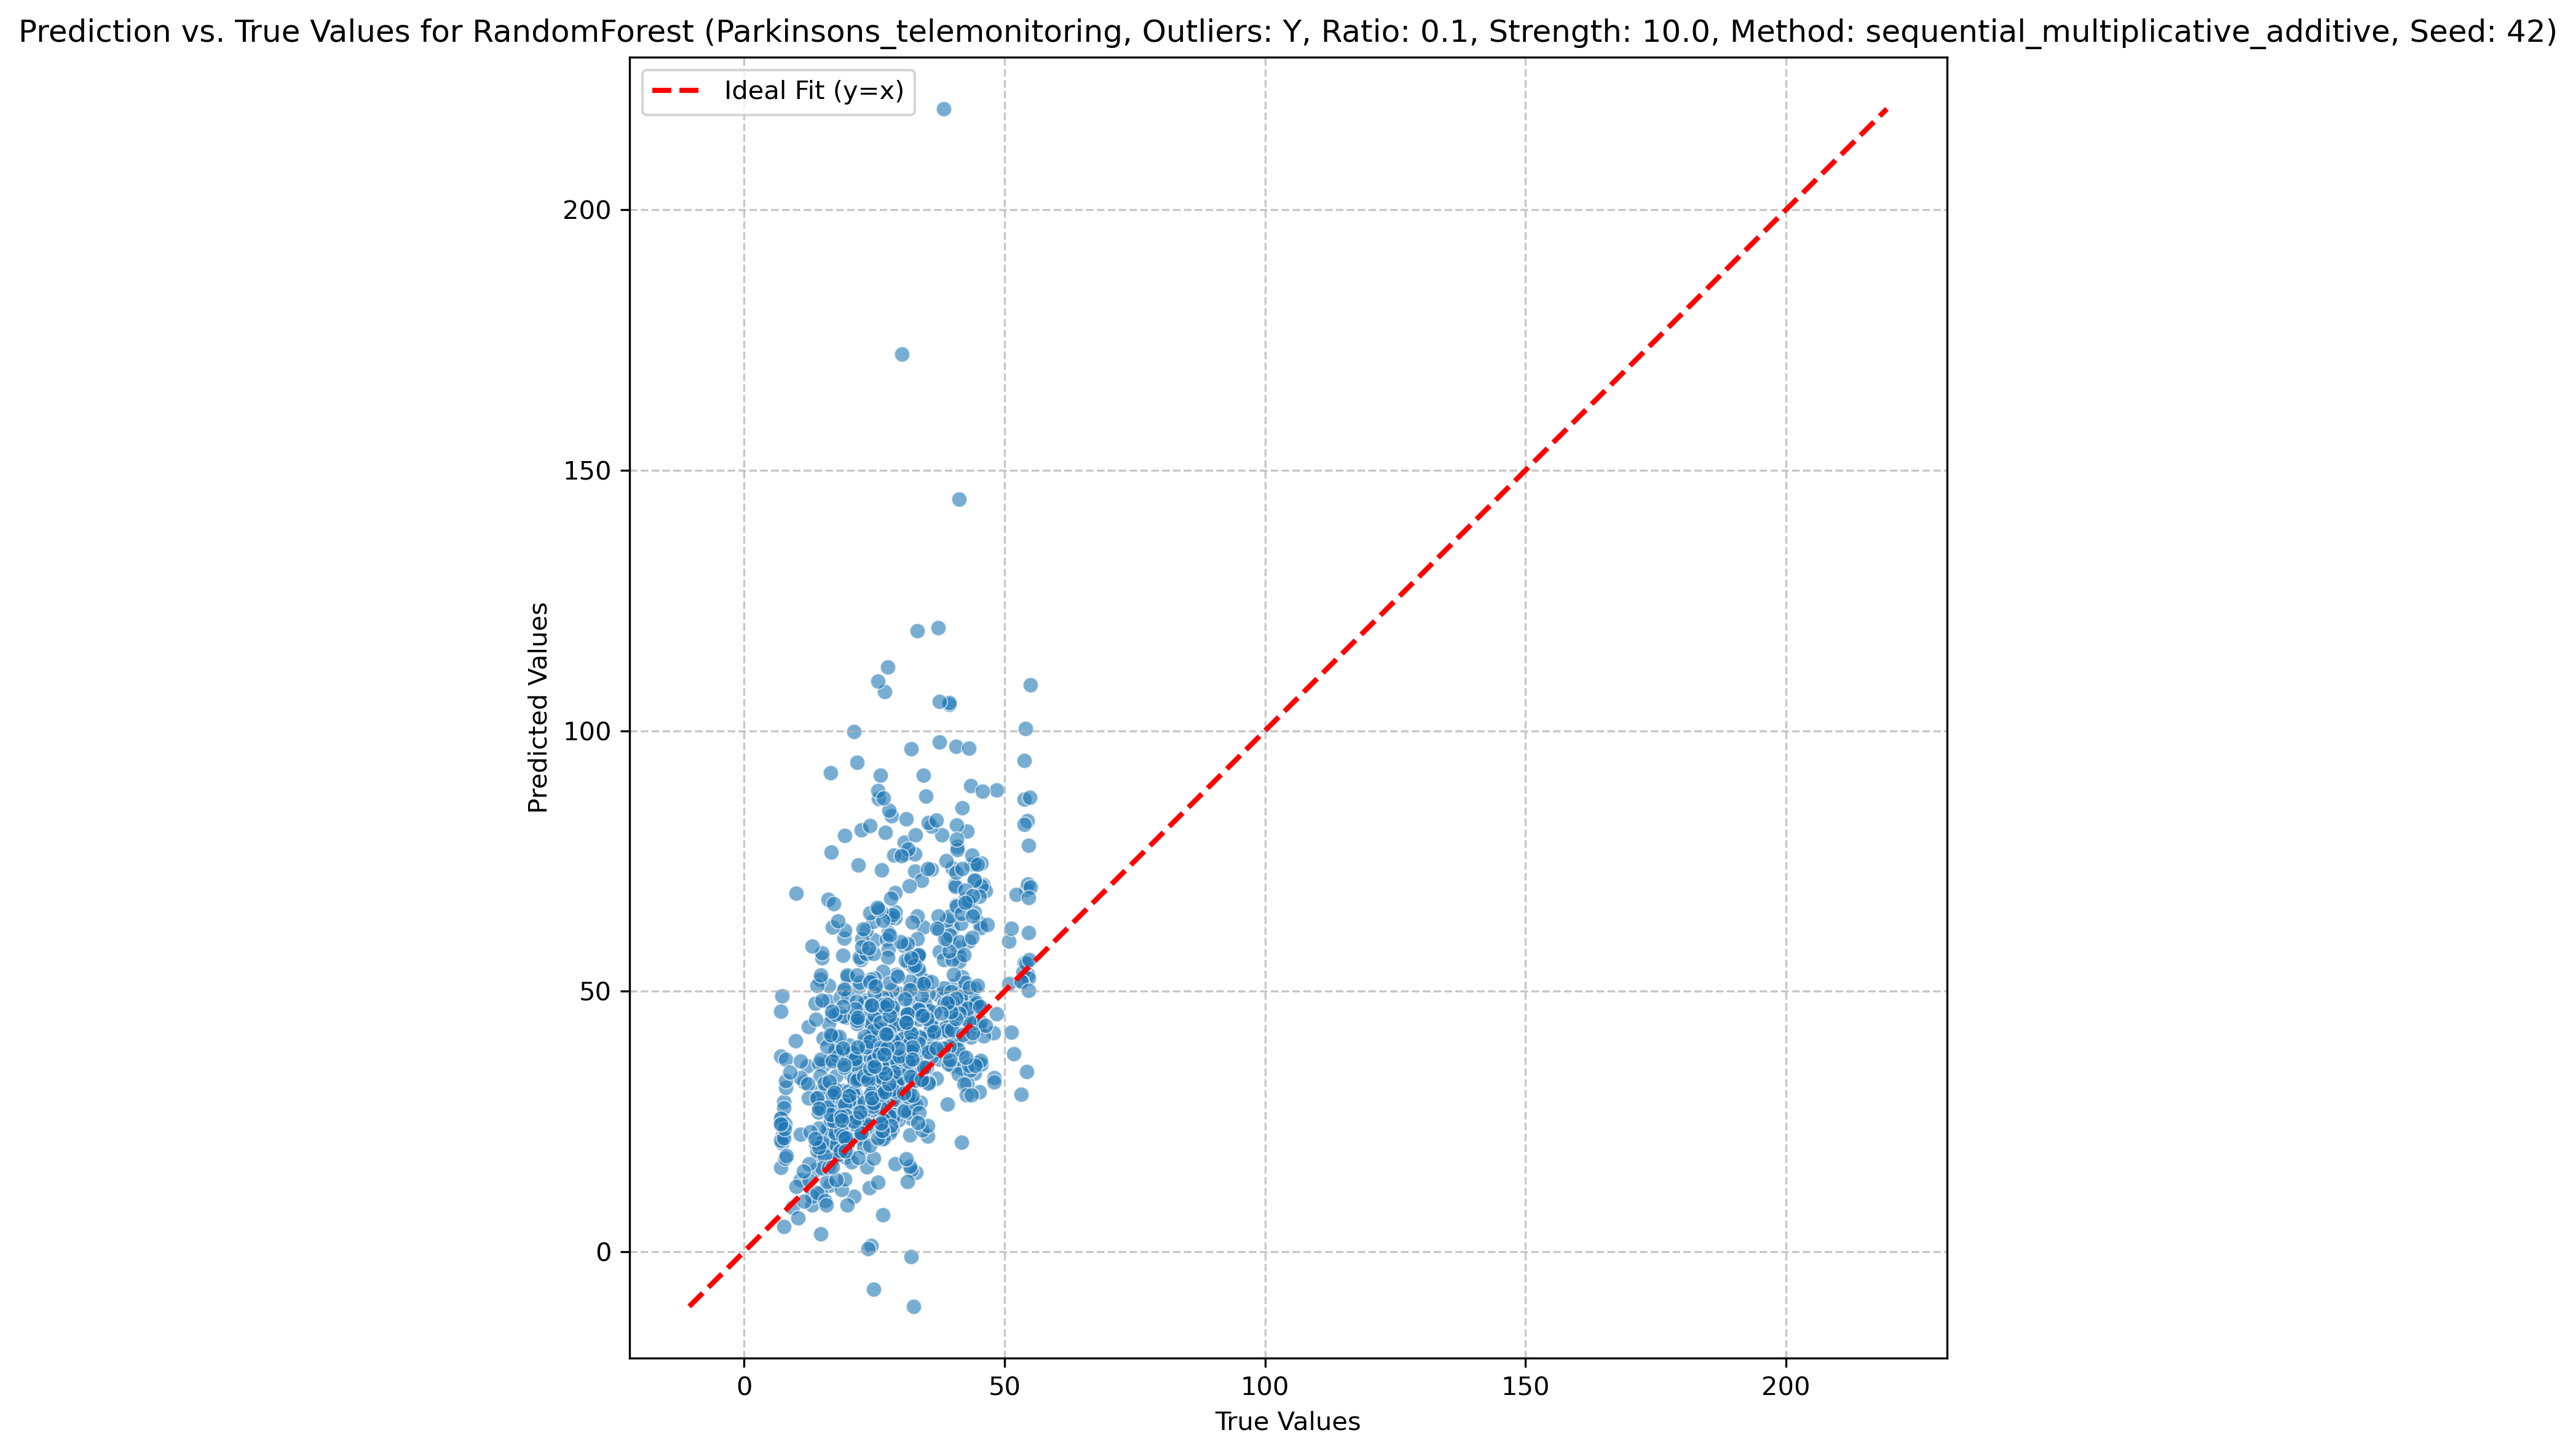 Prediction vs. True Values for RandomForest (Parkinsons_telemonitoring, Outliers: Y, Ratio: 0.1, Strength: 10.0, Method: sequential_multiplicative_additive, Seed: 42)
Ideal Fit (y=x)
Predicted Values
200
150
100
50
0
0 50 100 150 200
True Values